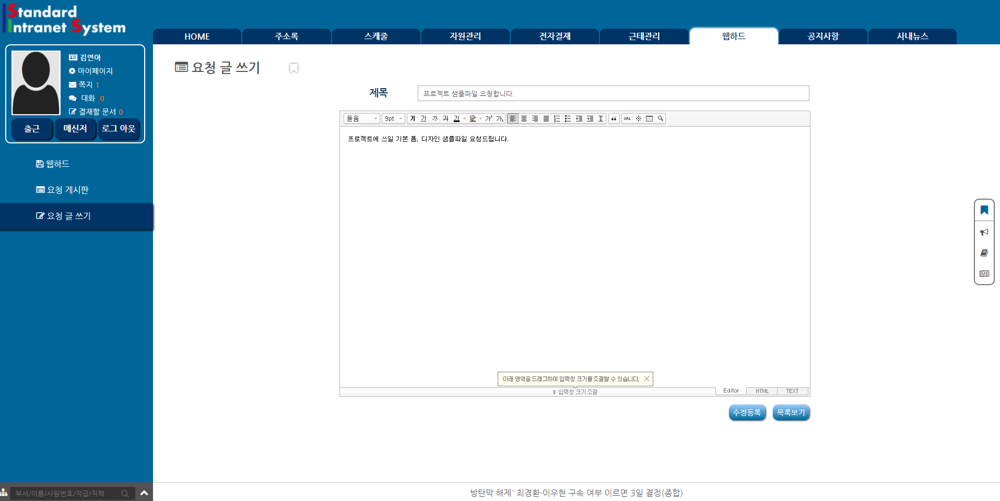 Standard
Intranet System
HOME 주소록 스케줄 자원관리 전자결재 근태관리 웹하드 공지사항 사내뉴스
김연아
마이페이지
쪽지 1
대화 0
결재할 문서 0
출근 메신저 로그 아웃
웹하드
요청 게시판
요청 글 쓰기
요청 글 쓰기
제목 프로젝트 샘플파일 요청합니다.
돋움 9pt 가 가 가 가 가 가² 가₁ URL
프로젝트에 쓰일 기본 폼, 디자인 샘플파일 요청드립니다.
아래 영역을 드래그하여 입력창 크기를 조절할 수 있습니다.
입력창 크기 조절 Editor HTML TEXT
수정등록 목록보기
부서/이름/사원번호/직급/직책
방탄막 해제' 최경환·이우현 구속 여부 이르면 3일 결정(종합)